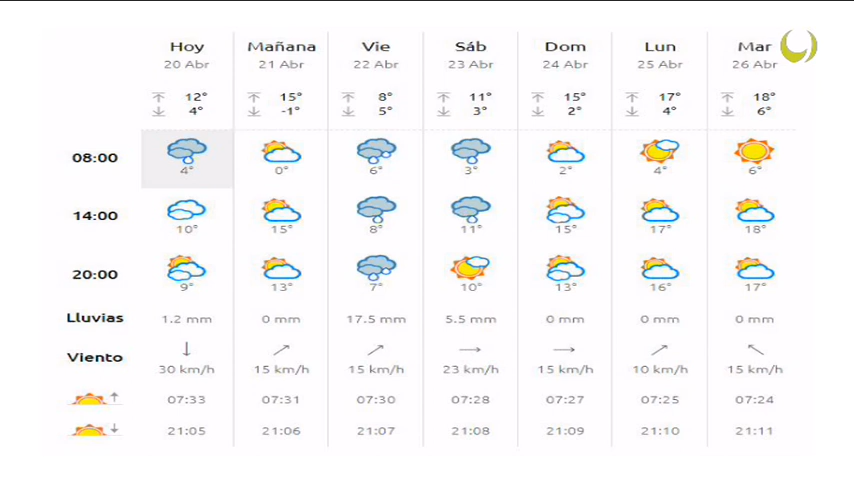 Hoy Mañana Vie Sáb Dom Lun Mar
20 Abr 21 Abr 22 Abr 23 Abr 24 Abr 25 Abr 26 Abr
12° 15° 8° 11° 15° 17° 18°
4° -1° 5° 3° 2° 4° 6°
08:00
4° 0° 6° 3° 2° 4° 6°
14:00
10° 15° 8° 11° 15° 17° 18°
20:00
9° 13° 7° 10° 13° 16° 17°
Lluvias 1.2 mm 0 mm 17.5 mm 5.5 mm 0 mm 0 mm 0 mm
Viento
30 km/h 15 km/h 15 km/h 23 km/h 15 km/h 10 km/h 15 km/h
07:33 07:31 07:30 07:28 07:27 07:25 07:24
21:05 21:06 21:07 21:08 21:09 21:10 21:11